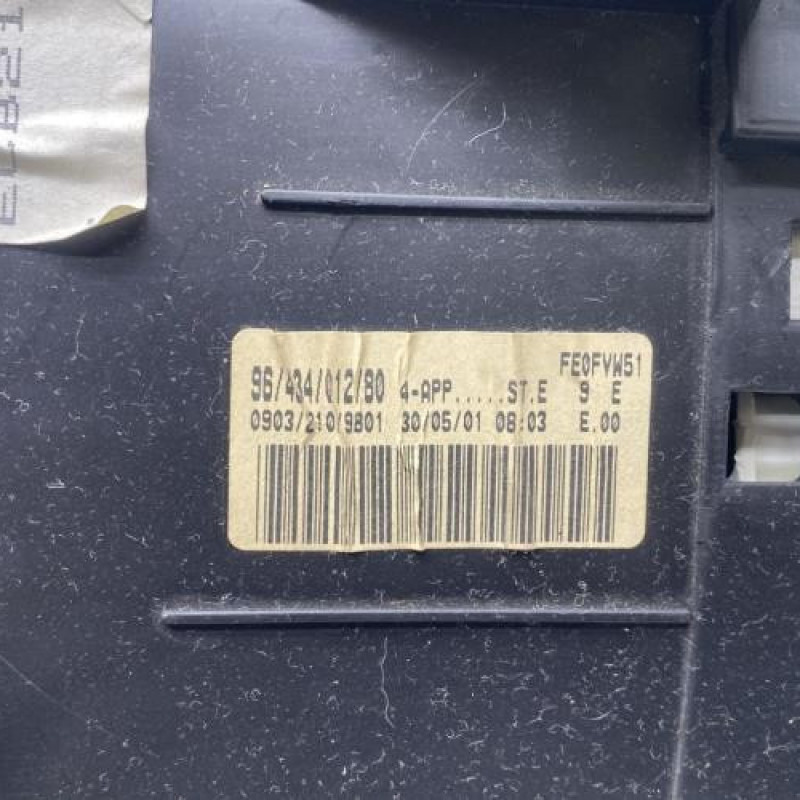 FE0FVW51
96/434/012/80 4-APP.....ST.E 9 E
0903/210/9801 30/05/01 08:03 E.00